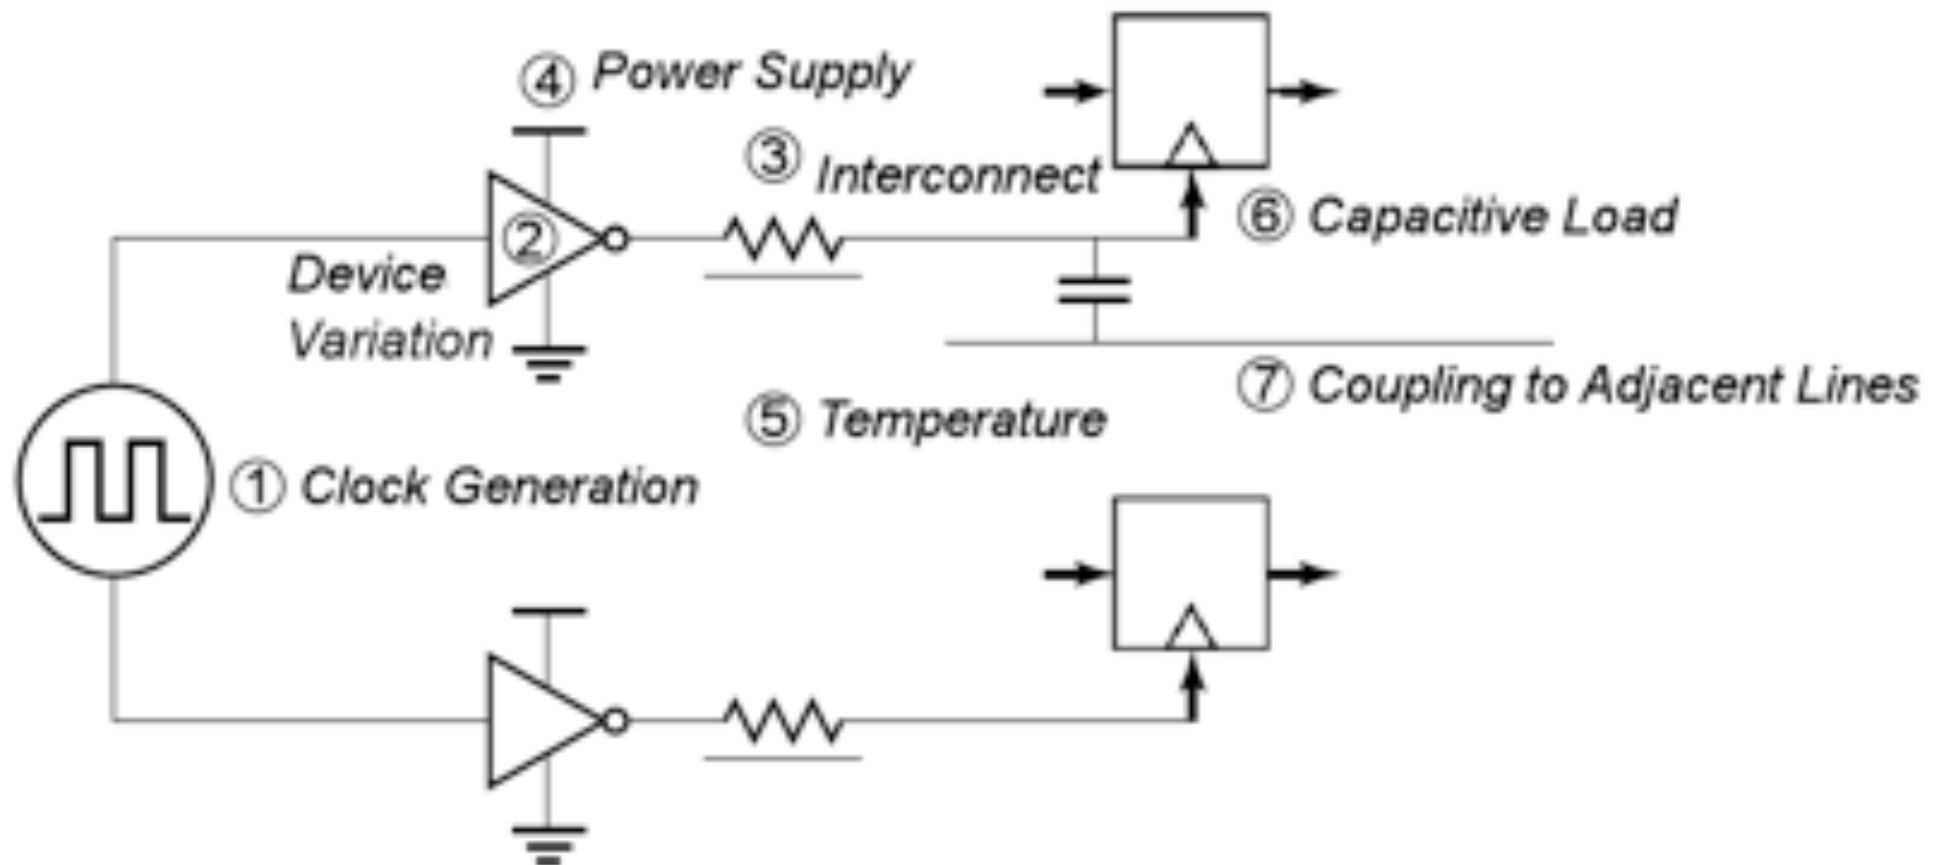 ④ Power Supply
③ Interconnect
②
⑥ Capacitive Load
Device
Variation
⑦ Coupling to Adjacent Lines
⑤ Temperature
① Clock Generation